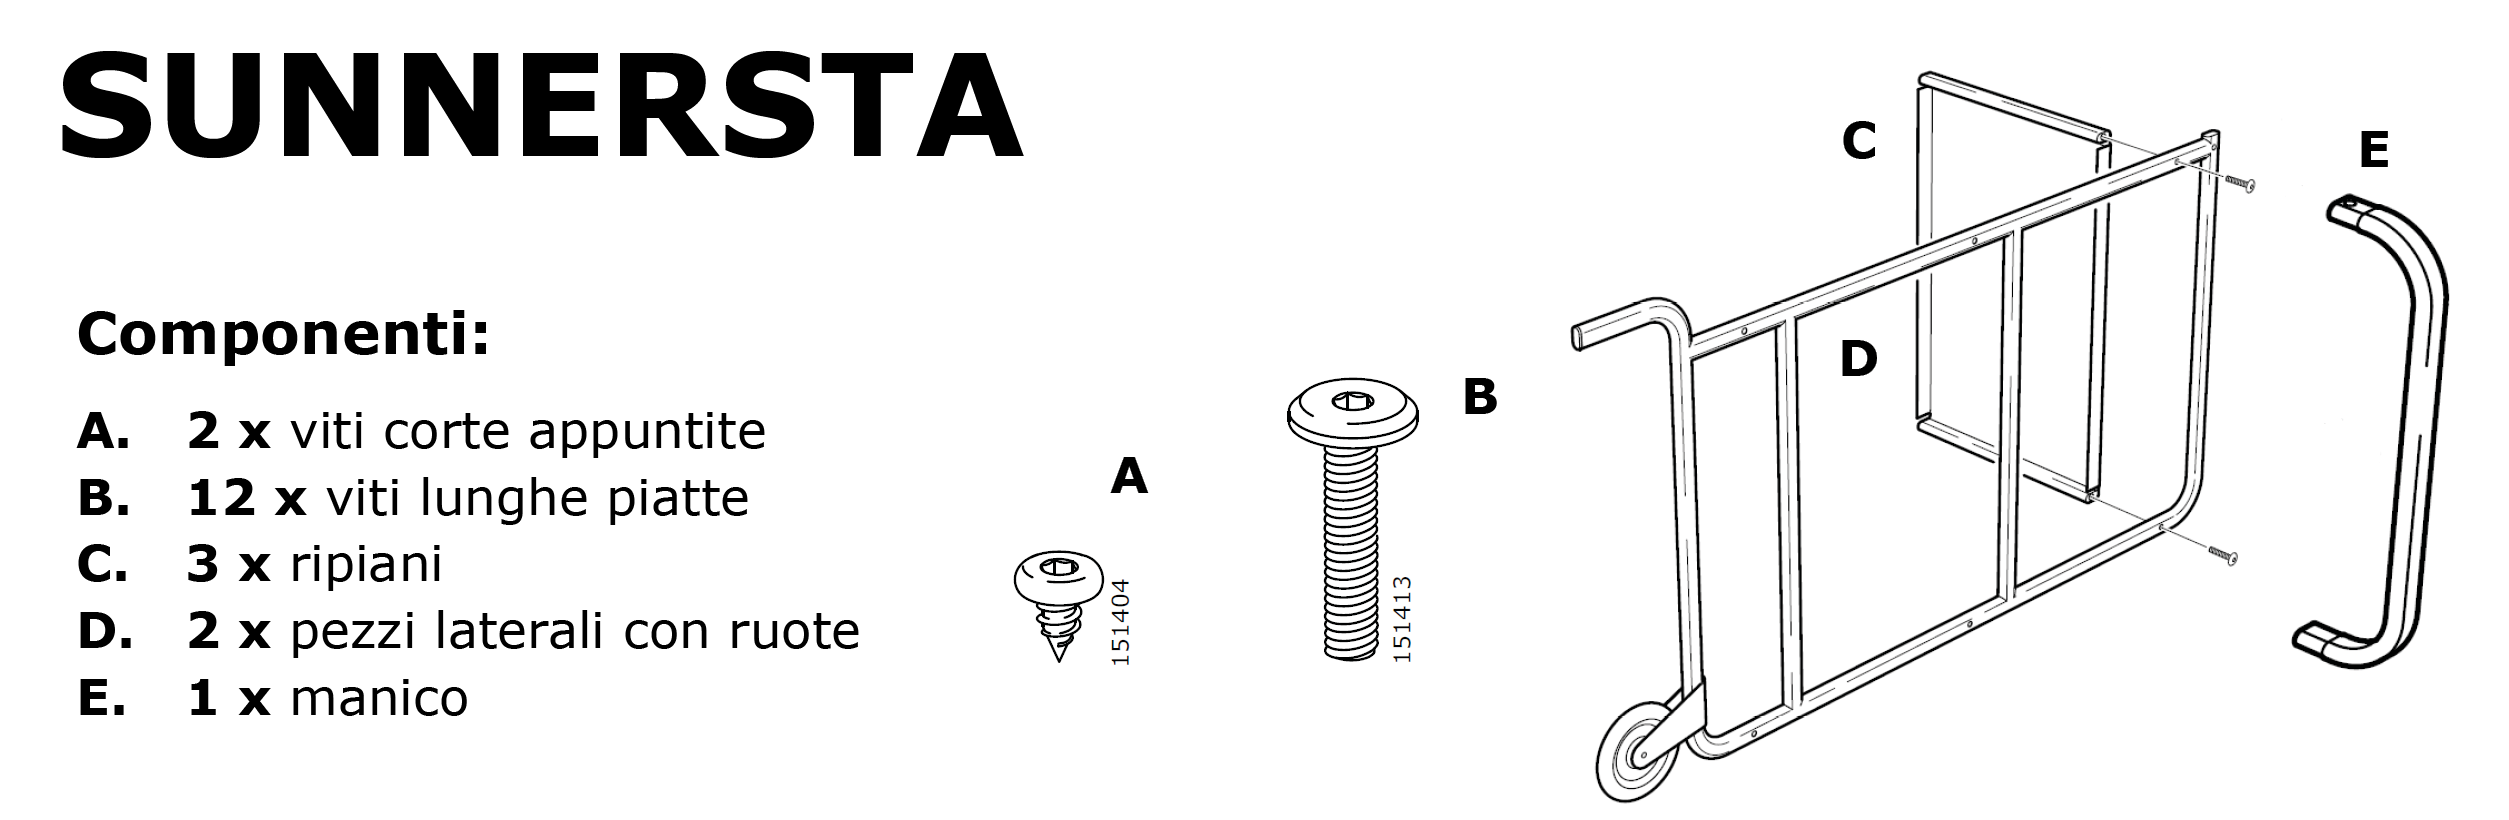 SUNNERSTA
Componenti:
A. 2 x viti corte appuntite
B. 12 x viti lunghe piatte
C. 3 x ripiani
D. 2 x pezzi laterali con ruote
E. 1 x manico
A
151404
B
151413
C
D
E